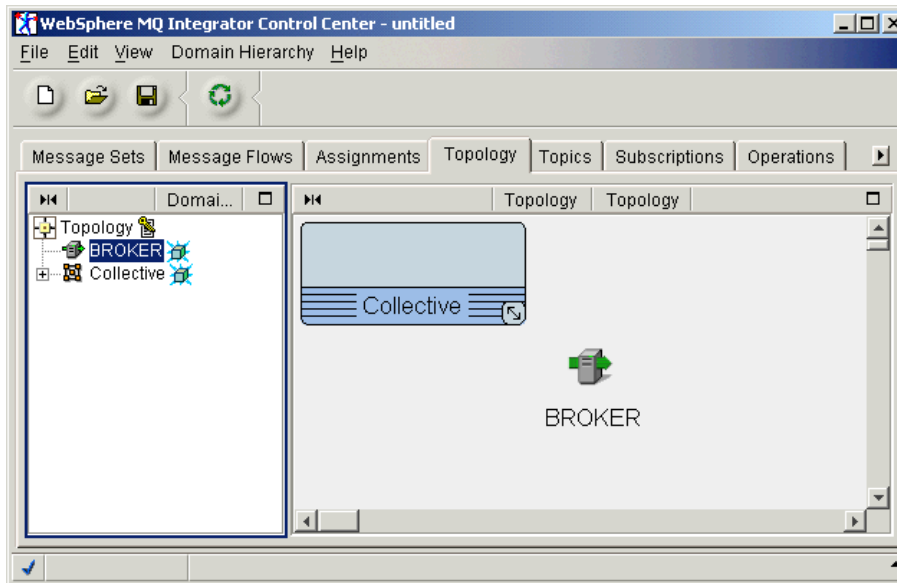 WebSphere MQ Integrator Control Center - untitled
File Edit View Domain Hierarchy Help
Message Sets Message Flows Assignments Topology Topics Subscriptions Operations
Domai... Topology Topology
Topology
BROKER
Collective
Collective
BROKER